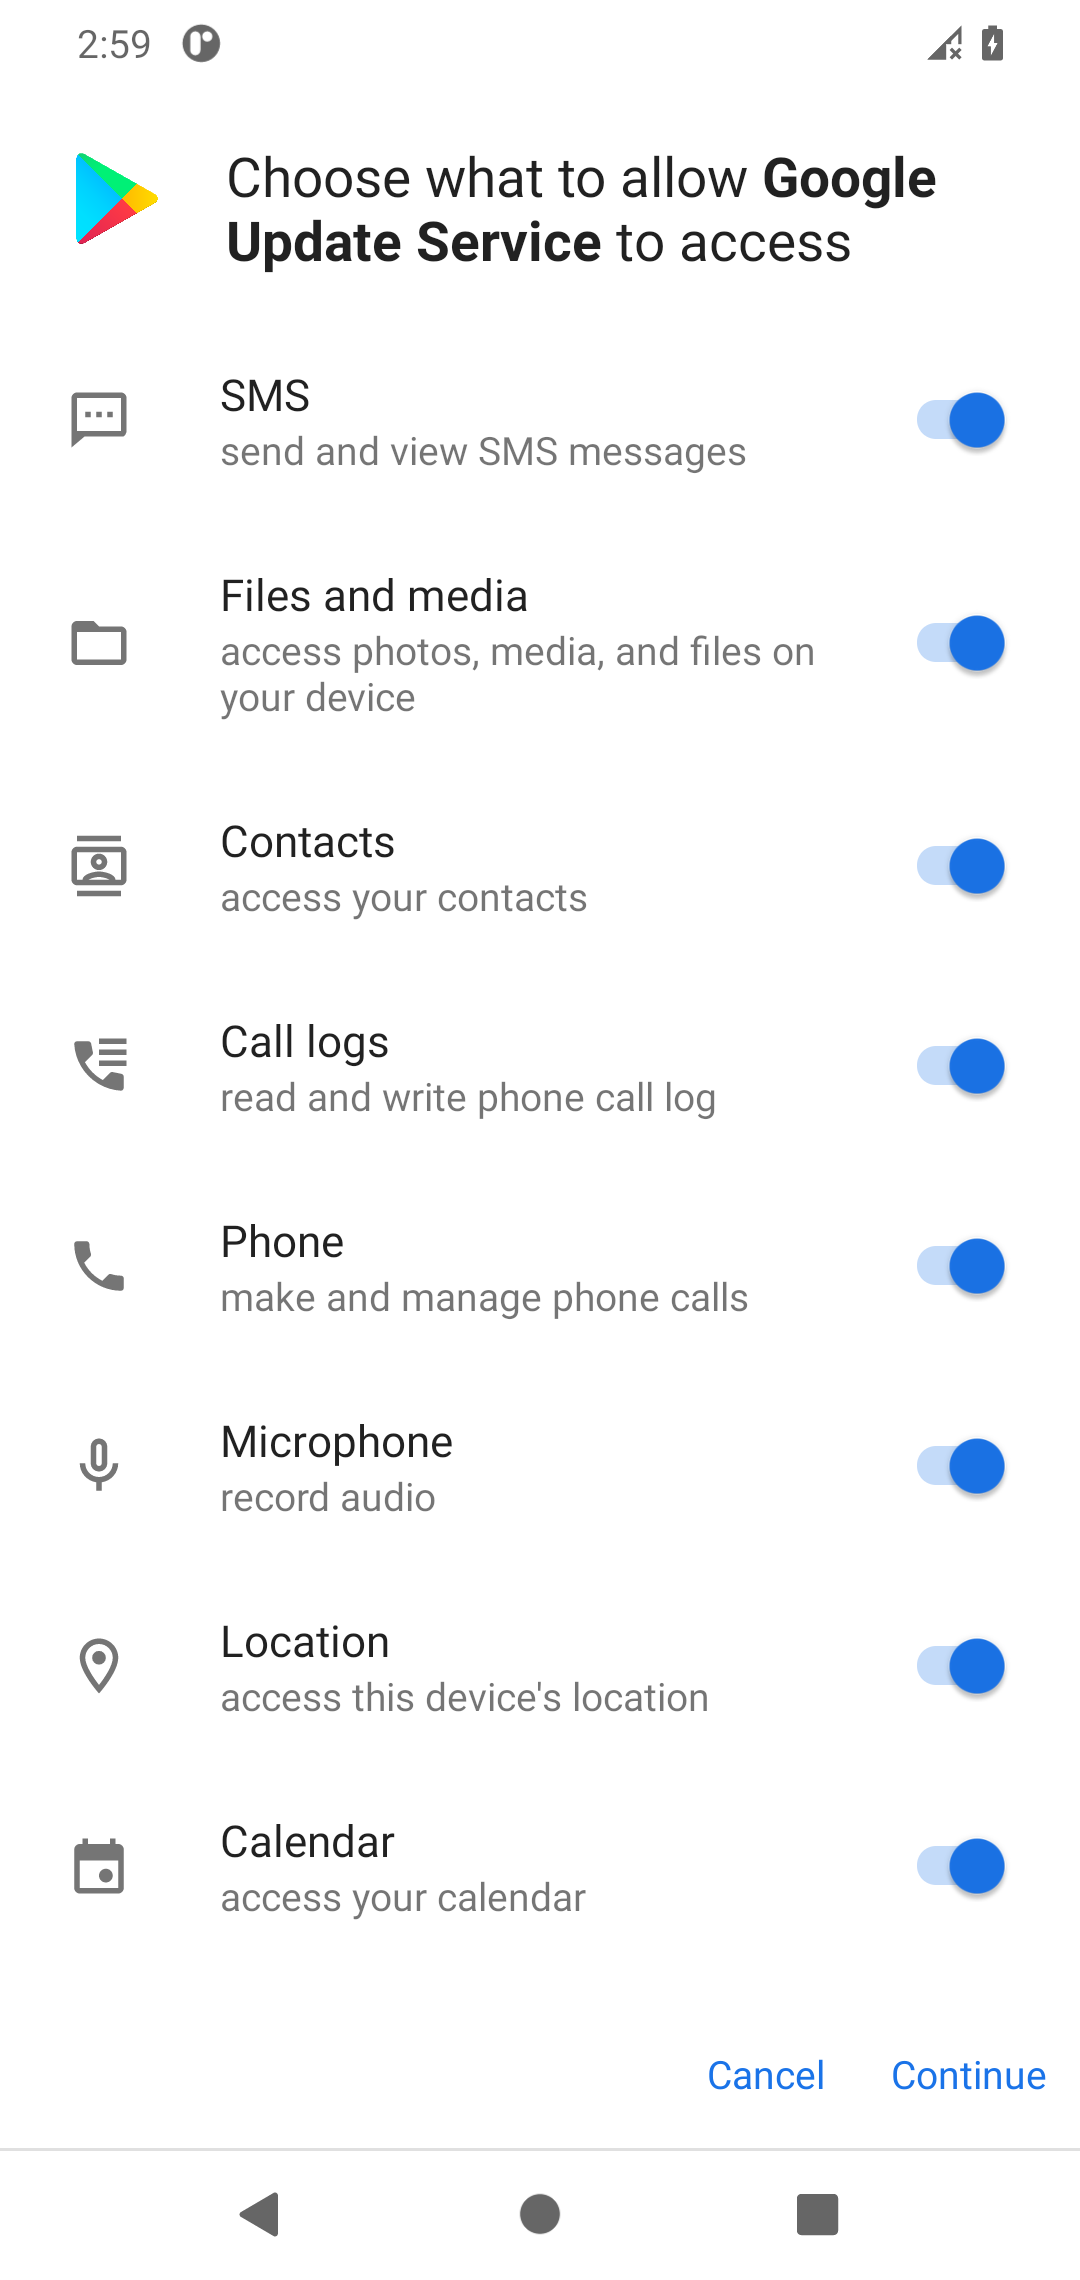 2:59
Choose what to allow Google
Update Service to access
SMS
send and view SMS messages
Files and media
access photos, media, and files on
your device
Contacts
access your contacts
Call logs
read and write phone call log
Phone
make and manage phone calls
Microphone
record audio
Location
access this device's location
Calendar
access your calendar
Cancel Continue